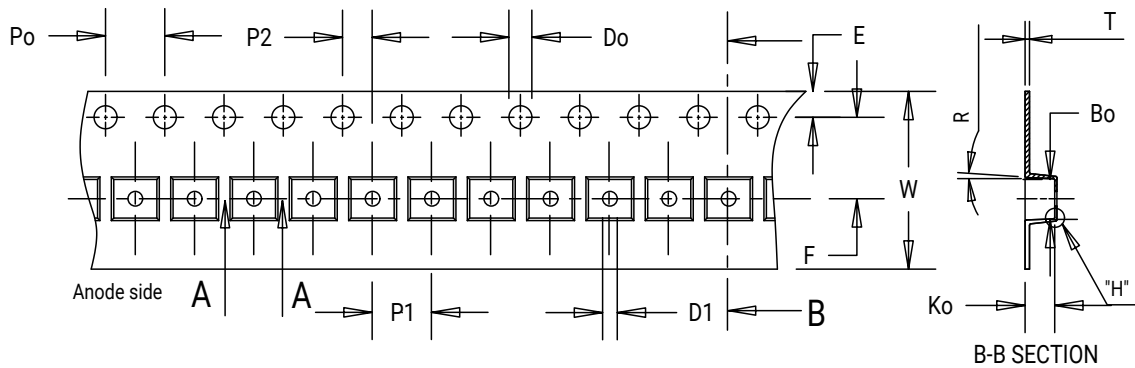 Po
P2
Do
E
T
R
Bo
W
F
Anode side
A
A
P1
D1
B
Ko
"H"
B-B SECTION